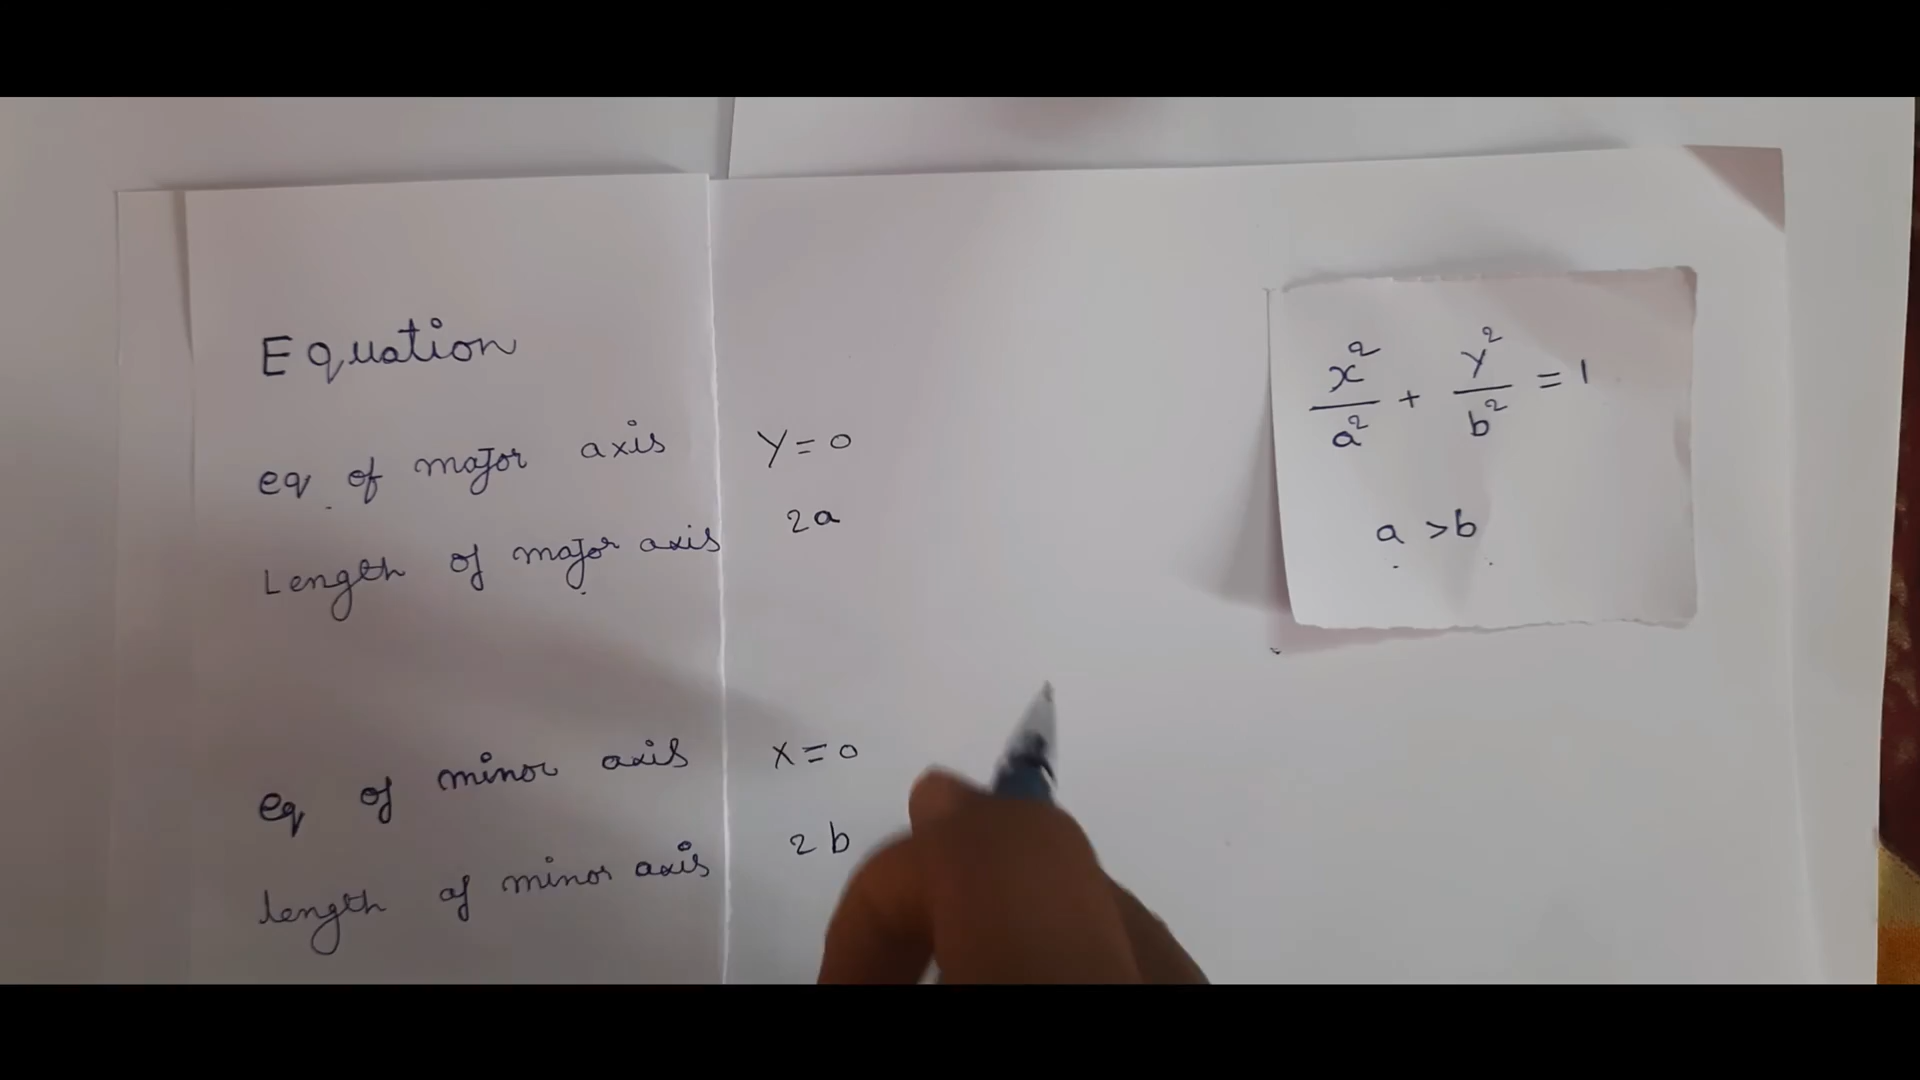 Equation
eq of major axis y = 0
Length of major axis 2a
eq of minor axis x = 0
length of minor axis 2b
x²/a² + y²/b² = 1
a > b